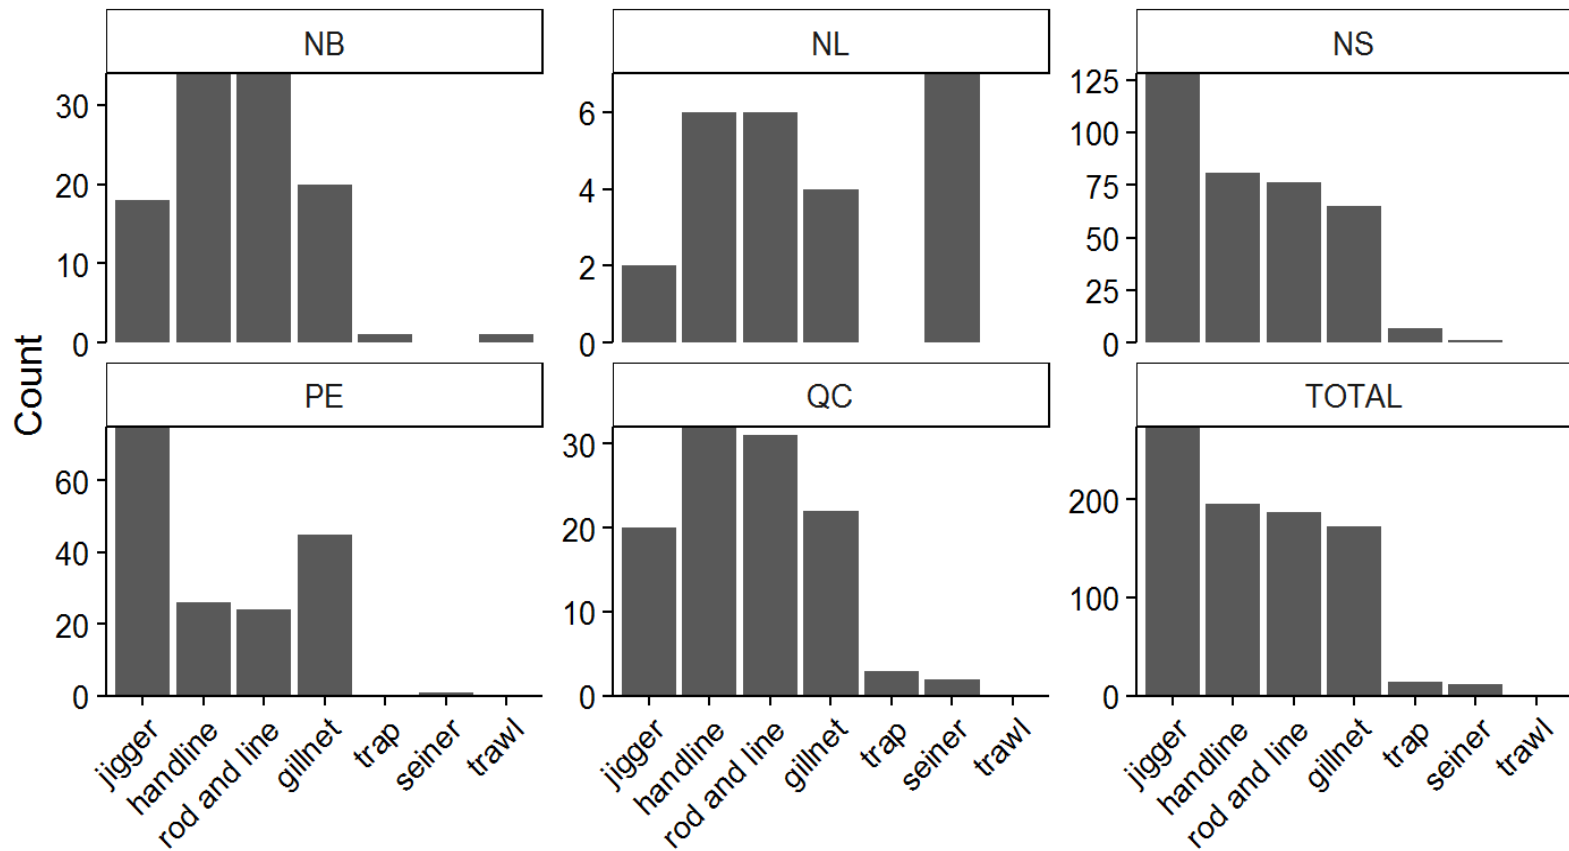 Count
NB
30
20
10
0
NL
6
4
2
0
NS
125
100
75
50
25
0
PE
60
40
20
0
jigger
handline
rod and line
gillnet
trap
seiner
trawl
QC
30
20
10
0
jigger
handline
rod and line
gillnet
trap
seiner
trawl
TOTAL
200
100
0
jigger
handline
rod and line
gillnet
trap
seiner
trawl